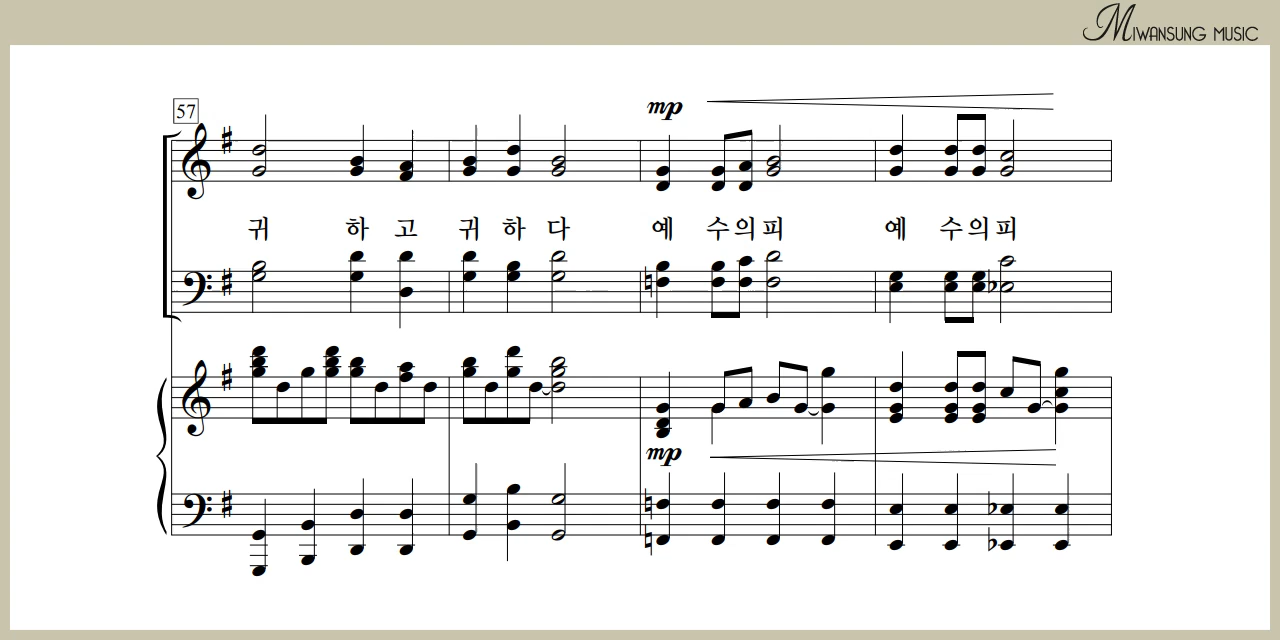 MIWANSUNG MUSIC
57
mp
귀 하 고 귀 하 다 예 수 의 피 예 수 의 피
mp